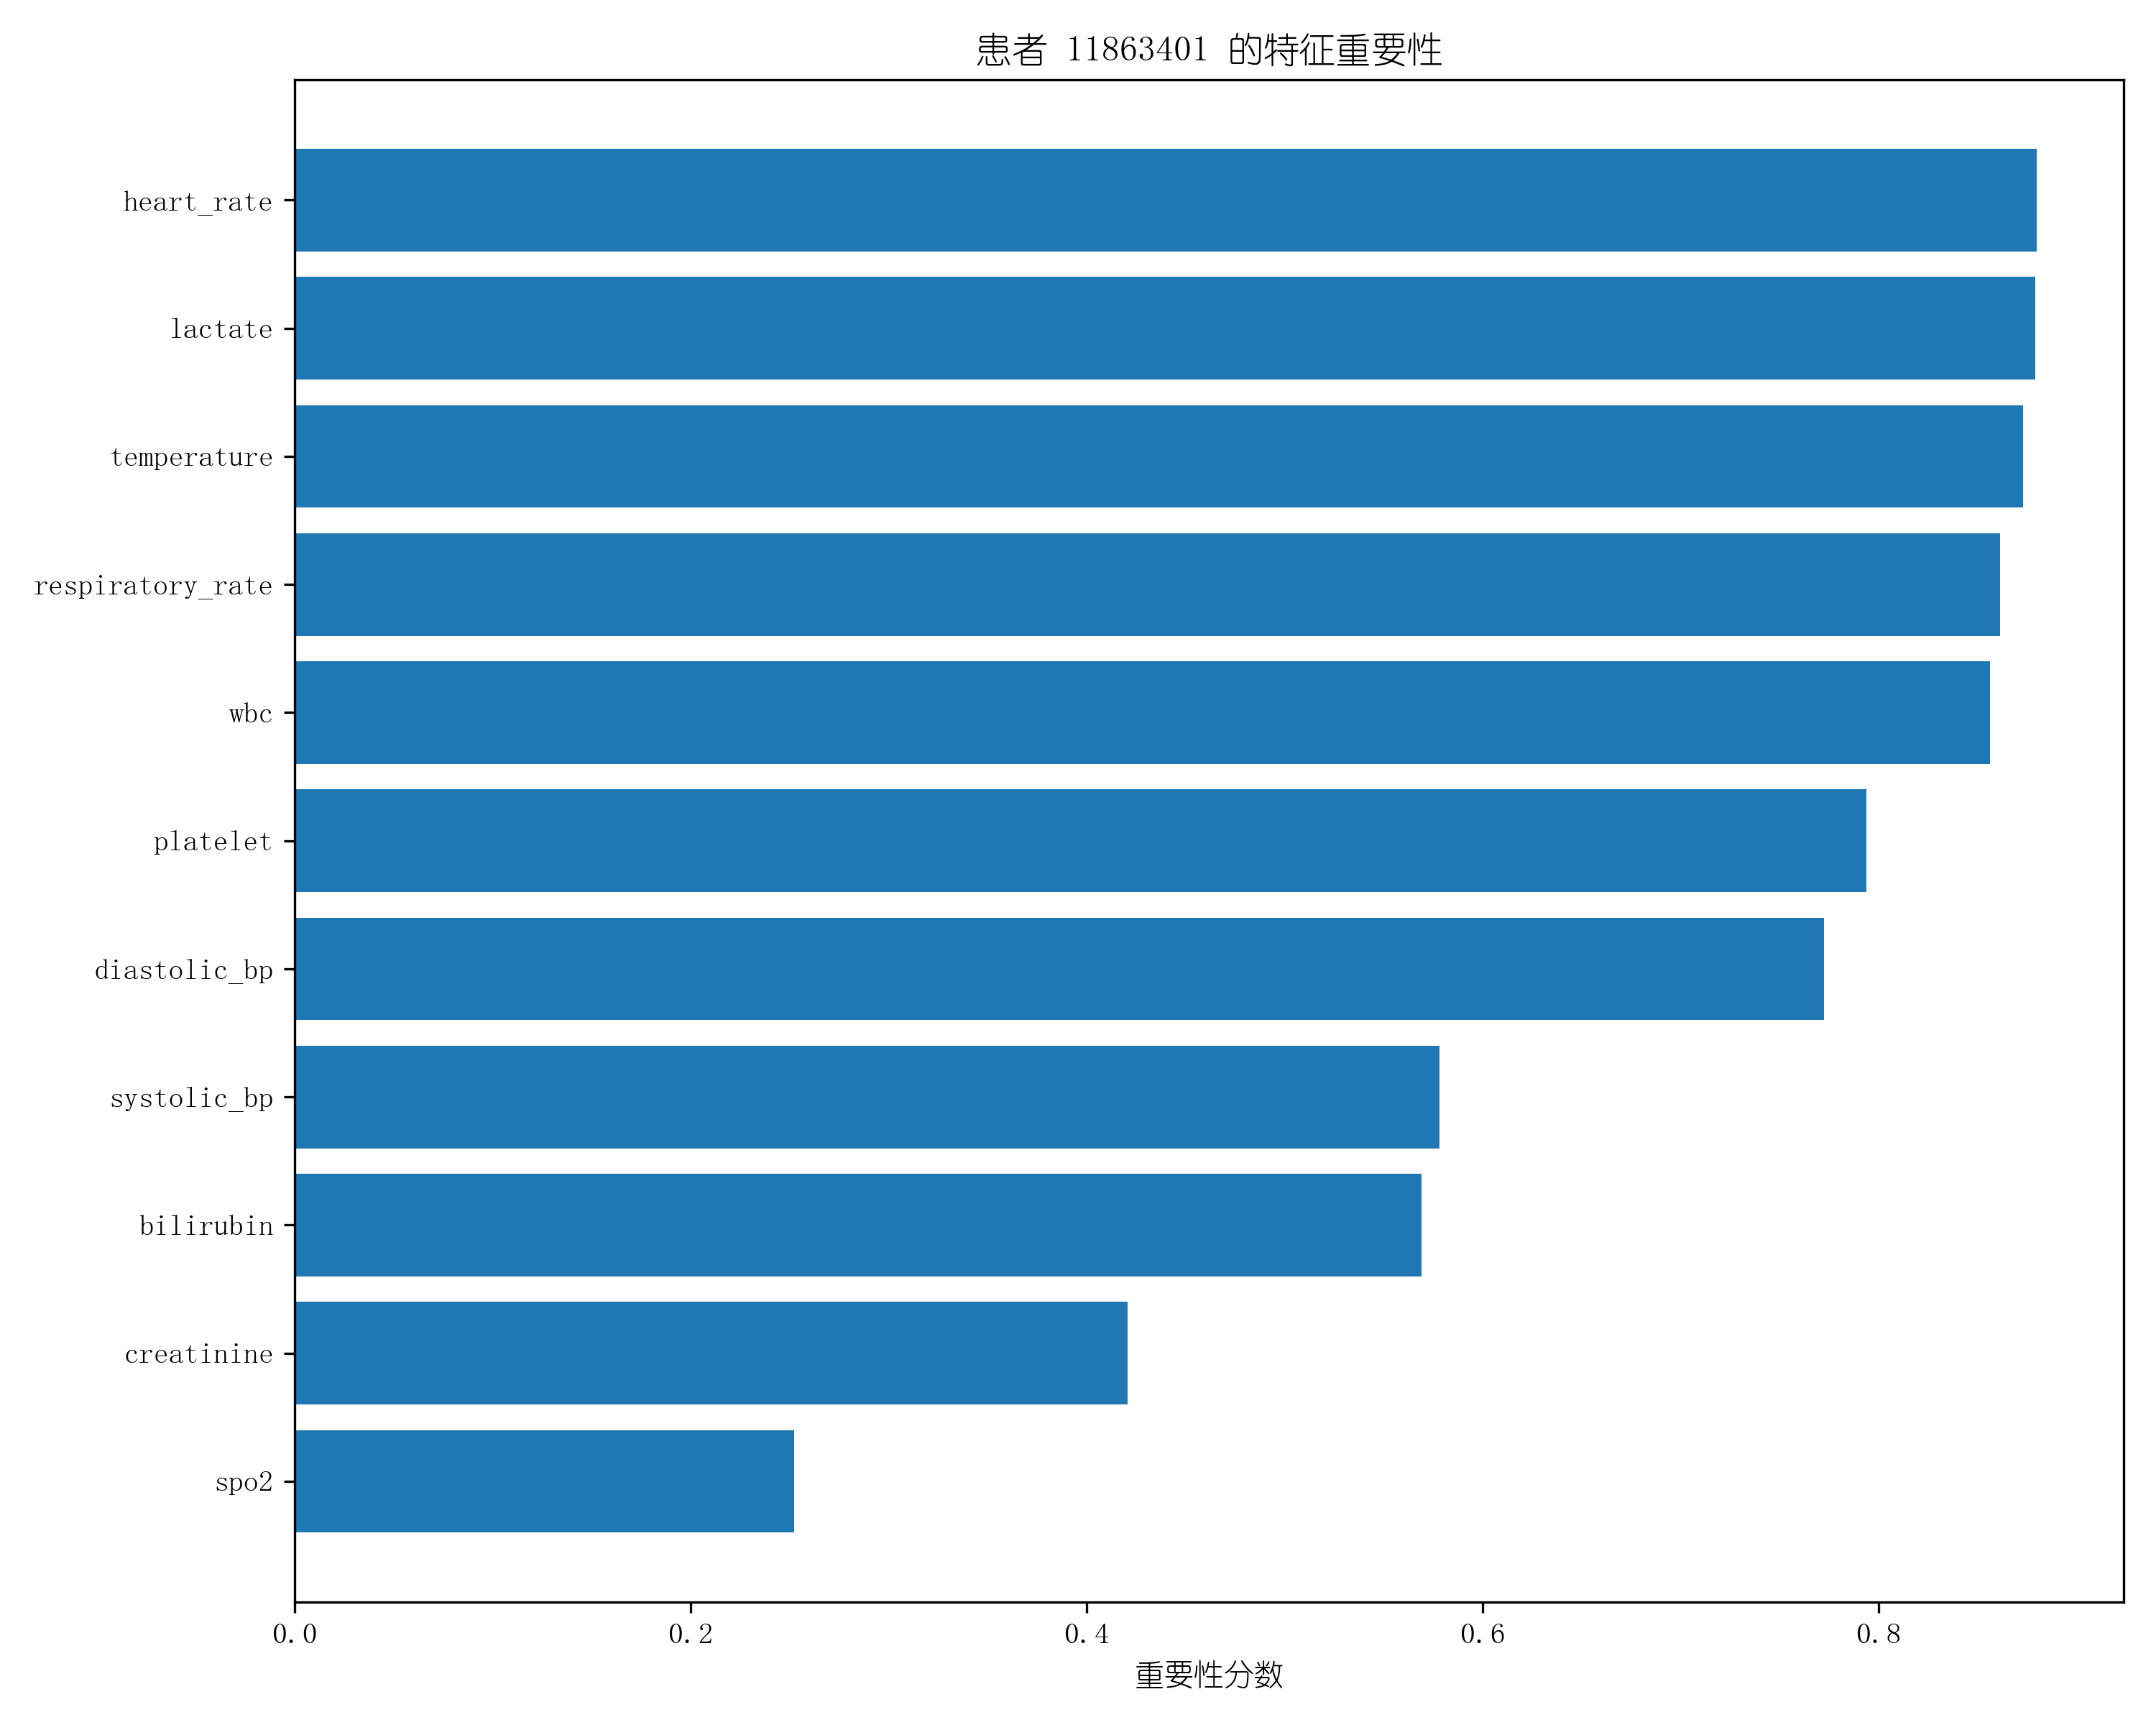 患者 11863401 的特征重要性
heart_rate
lactate
temperature
respiratory_rate
wbc
platelet
diastolic_bp
systolic_bp
bilirubin
creatinine
spo2
0.0 0.2 0.4 0.6 0.8
重要性分数